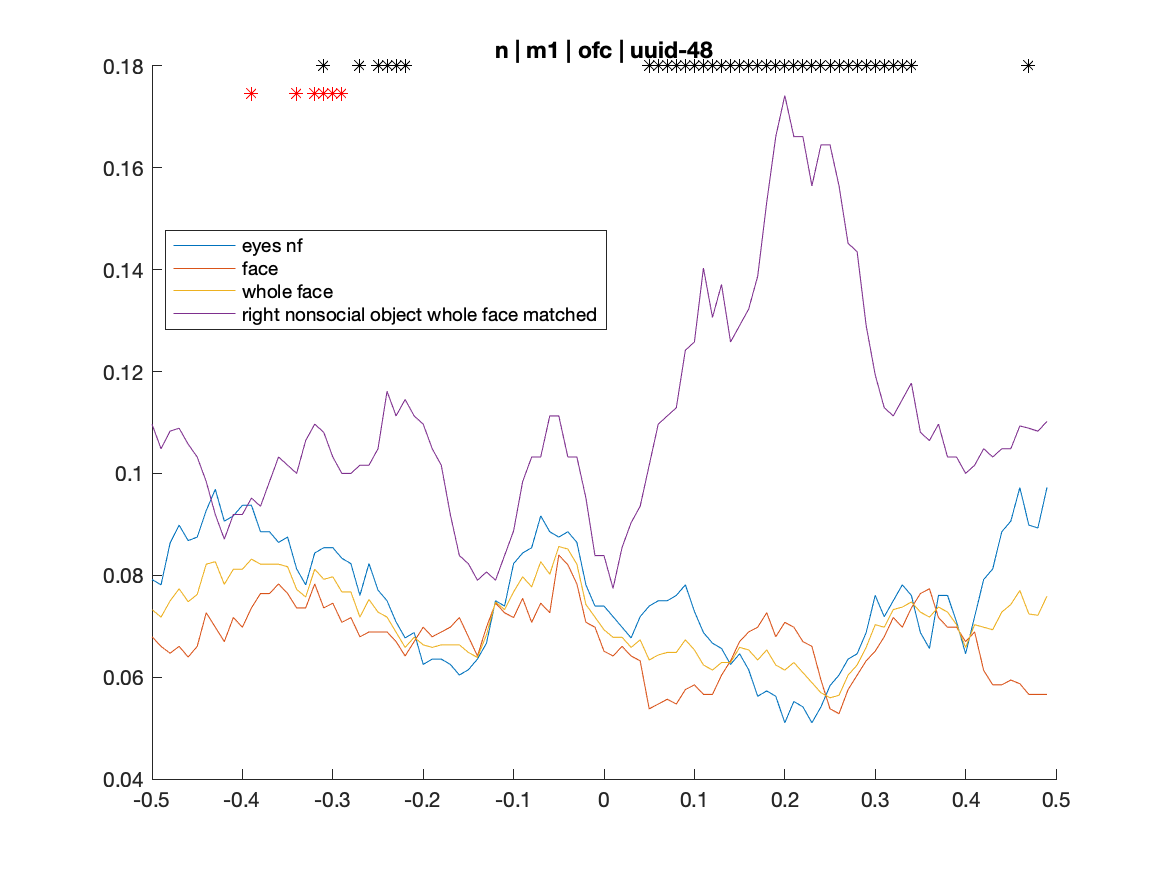 n | m1 | ofc | uuid-48
0.18
0.16
0.14
0.12
0.1
0.08
0.06
0.04
eyes nf
face
whole face
right nonsocial object whole face matched
-0.5 -0.4 -0.3 -0.2 -0.1 0 0.1 0.2 0.3 0.4 0.5